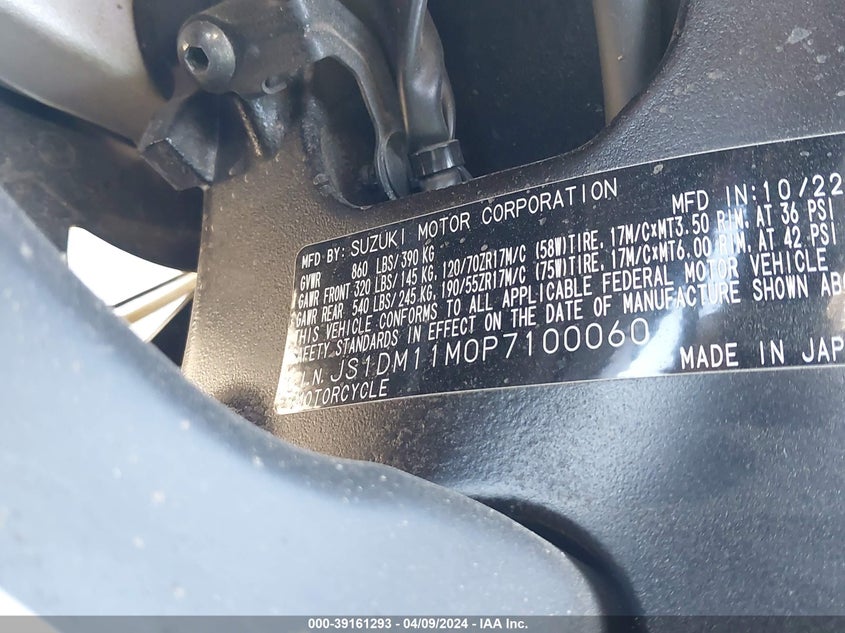 MFD BY: SUZUKI MOTOR CORPORATION MFD IN:10/22
GVWR 860 LBS/390 KG
GAWR FRONT 320 LBS/145 KG, 120/70ZR17M/C (58W)TIRE, 17M/C×MT3.50 RIM, AT 36 PSI
GAWR REAR 540 LBS/245 KG, 190/55ZR17M/C (75W)TIRE, 17M/C×MT6.00 RIM, AT 42 PSI
THIS VEHICLE CONFORMS TO ALL APPLICABLE FEDERAL MOTOR VEHICLE
SAFETY STANDARDS IN EFFECT ON THE DATE OF MANUFACTURE SHOWN ABO
I.N. JS1DM11M0P7100060
MOTORCYCLE MADE IN JAP
000-39161293 - 04/09/2024 - IAA Inc.